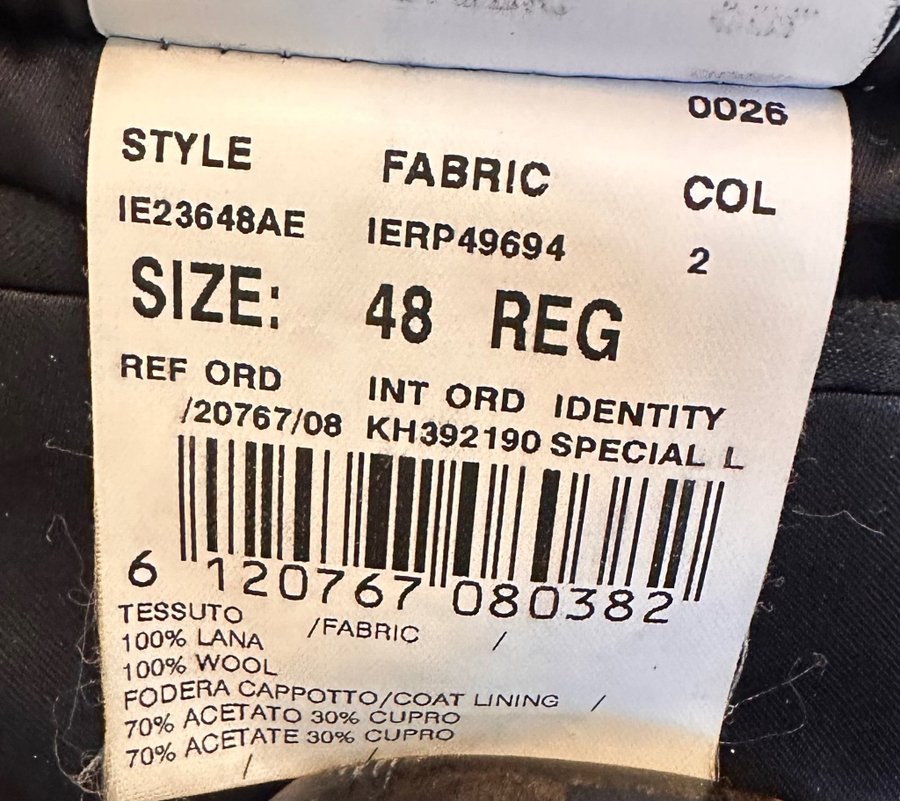 0026
STYLE FABRIC COL
IE23648AE IERP49694 2
SIZE: 48 REG
REF ORD INT ORD IDENTITY
/20767/08 KH392190 SPECIAL L
6 120767 080382
TESSUTO /FABRIC /
100% LANA
100% WOOL
FODERA CAPPOTTO/COAT LINING /
70% ACETATO 30% CUPRO
70% ACETATE 30% CUPRO
/ /